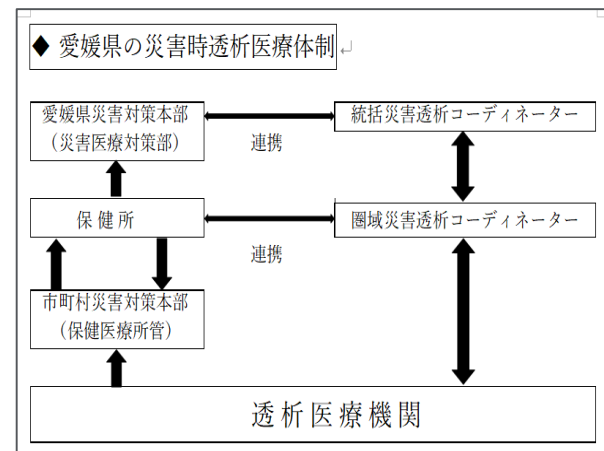 ◆ 愛媛県の災害時透析医療体制
愛媛県災害対策本部
（災害医療対策部）
連携
統括災害透析コーディネーター
保健所
連携
圏域災害透析コーディネーター
市町村災害対策本部
（保健医療所管）
透析医療機関